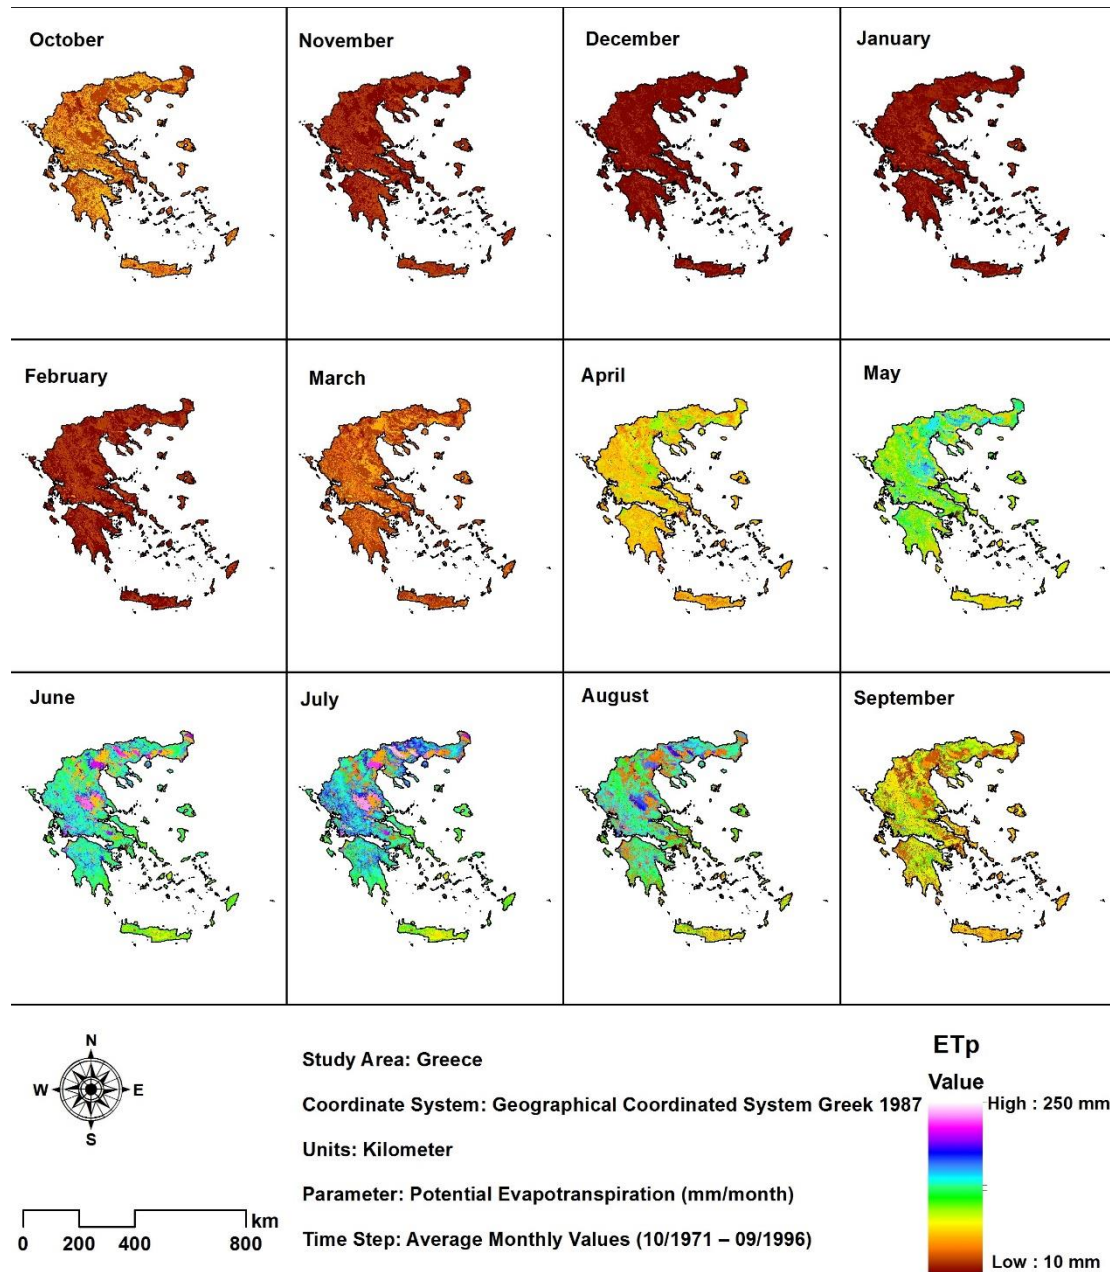 October
November
December
January
February
March
April
May
June
July
August
September
N
W
E
S
0 200 400 800
km
Study Area: Greece
Coordinate System: Geographical Coordinated System Greek 1987
Units: Kilometer
Parameter: Potential Evapotranspiration (mm/month)
Time Step: Average Monthly Values (10/1971 – 09/1996)
ETp
Value
High : 250 mm
Low : 10 mm